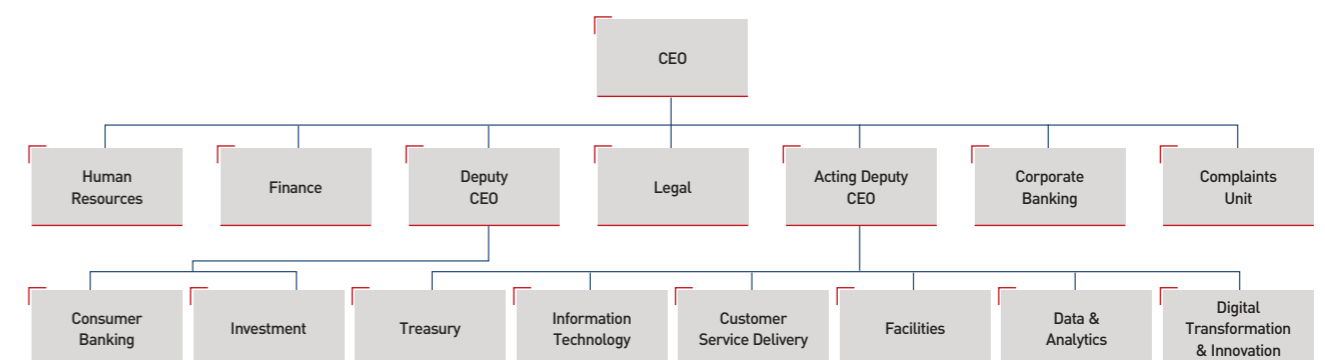 CEO
Human
Resources
Finance
Deputy
CEO
Legal
Acting Deputy
CEO
Corporate
Banking
Complaints
Unit
Consumer
Banking
Investment
Treasury
Information
Technology
Customer
Service Delivery
Facilities
Data &
Analytics
Digital
Transformation
& Innovation